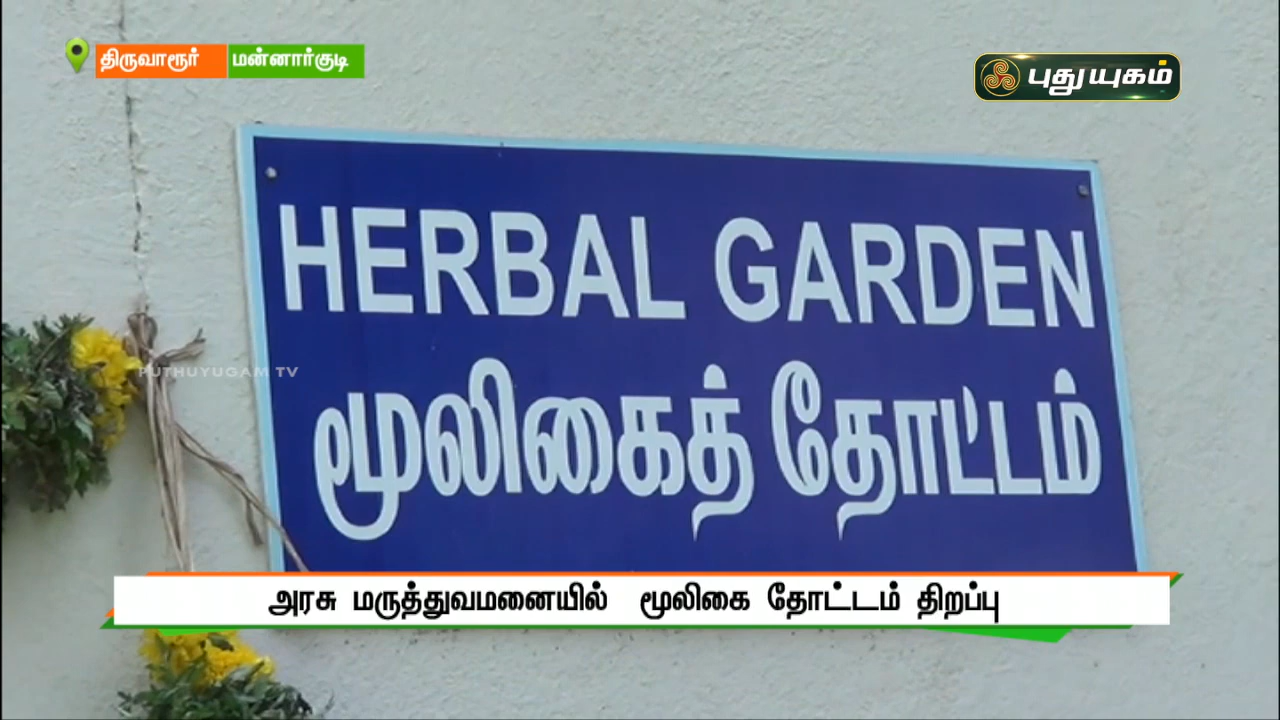 திருவாரூர் மன்னார்குடி
புதுயுகம்
HERBAL GARDEN
PUTHUYUGAM TV
மூலிகைத் தோட்டம்
அரசு மருத்துவமனையில் மூலிகை தோட்டம் திறப்பு